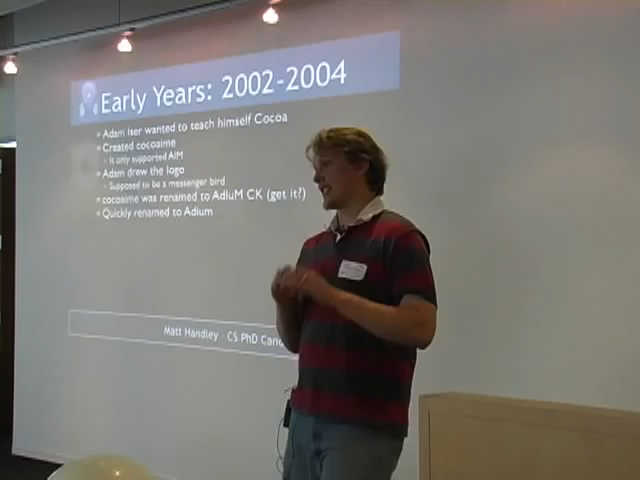 Early Years: 2002-2004
Adam Iser wanted to teach himself Cocoa
Created cocoaime
- It only supported AIM
Adam drew the logo
- Supposed to be a messenger bird
cocoaime was renamed to AdiuM CK (get it?)
Quickly renamed to Adium
Matt Handley - CS PhD Can